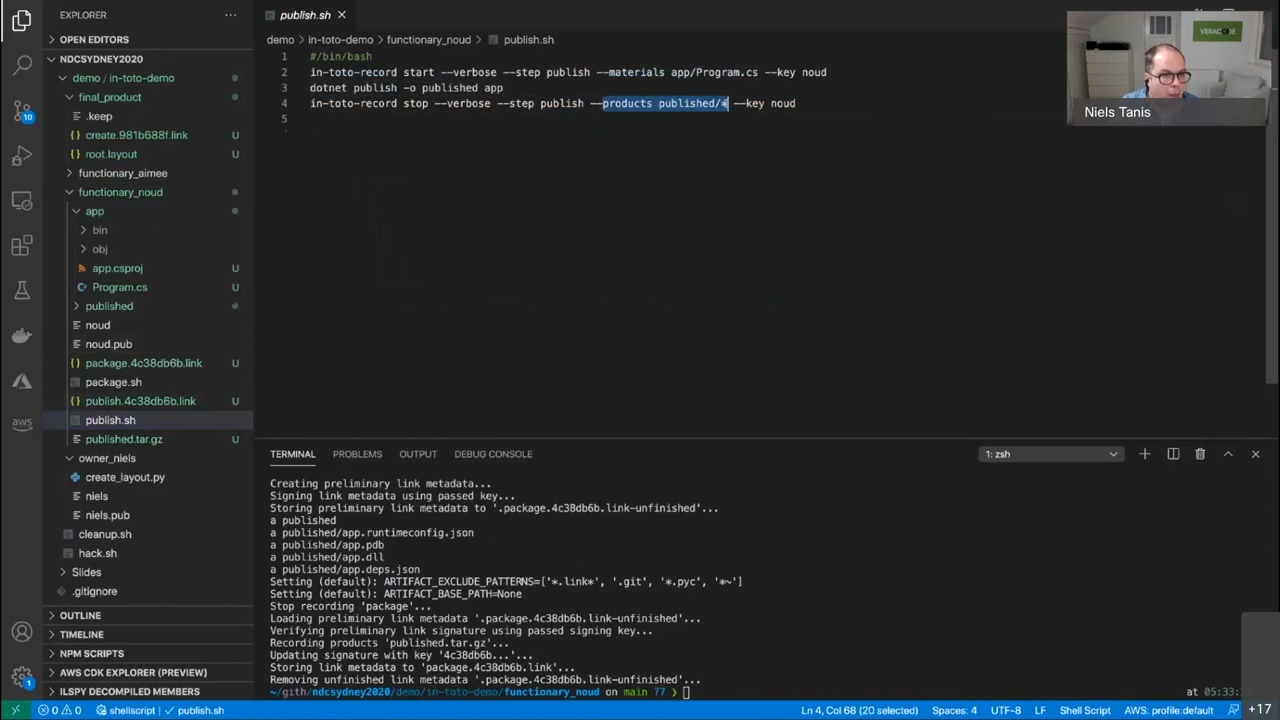 EXPLORER
publish.sh
OPEN EDITORS
demo > in-toto-demo > functionary_noud > publish.sh
NDCSYDNEY2020
demo / in-toto-demo
final_product
.keep
create.981b688f.link U
root.layout U
functionary_aimee
functionary_noud
app
bin
obj
app.csproj U
Program.cs U
published
noud
noud.pub
package.4c38db6b.link U
package.sh
publish.4c38db6b.link U
publish.sh
published.tar.gz U
owner_niels
create_layout.py
niels
niels.pub
cleanup.sh
hack.sh
Slides
.gitignore
OUTLINE
TIMELINE
NPM SCRIPTS
AWS CDK EXPLORER (PREVIEW)
ILSPY DECOMPILED MEMBERS
10
aws
1
1 #/bin/bash
2 in-toto-record start --verbose --step publish --materials app/Program.cs --key noud
3 dotnet publish -o published app
4 in-toto-record stop --verbose --step publish --products published/* --key noud
5
VERACODE
Niels Tanis
TERMINAL PROBLEMS OUTPUT DEBUG CONSOLE
1: zsh
Creating preliminary link metadata...
Signing link metadata using passed key...
Storing preliminary link metadata to '.package.4c38db6b.link-unfinished'...
a published
a published/app.runtimeconfig.json
a published/app.pdb
a published/app.dll
a published/app.deps.json
Setting (default): ARTIFACT_EXCLUDE_PATTERNS=['*.link*', '.git', '*.pyc', '*~']
Setting (default): ARTIFACT_BASE_PATH=None
Stop recording 'package'...
Loading preliminary link metadata '.package.4c38db6b.link-unfinished'...
Verifying preliminary link signature using passed signing key...
Recording products 'published.tar.gz'...
Updating signature with key '4c38db6b...'...
Storing link metadata to 'package.4c38db6b.link'...
Removing unfinished link metadata '.package.4c38db6b.link-unfinished'...
~/gith/ndcsydney2020/demo/in-toto-demo/functionary_noud on main ?7 ❯ at 05:33:
0 0 shellscript publish.sh Ln 4, Col 68 (20 selected) Spaces: 4 UTF-8 LF Shell Script AWS: profile:default +17